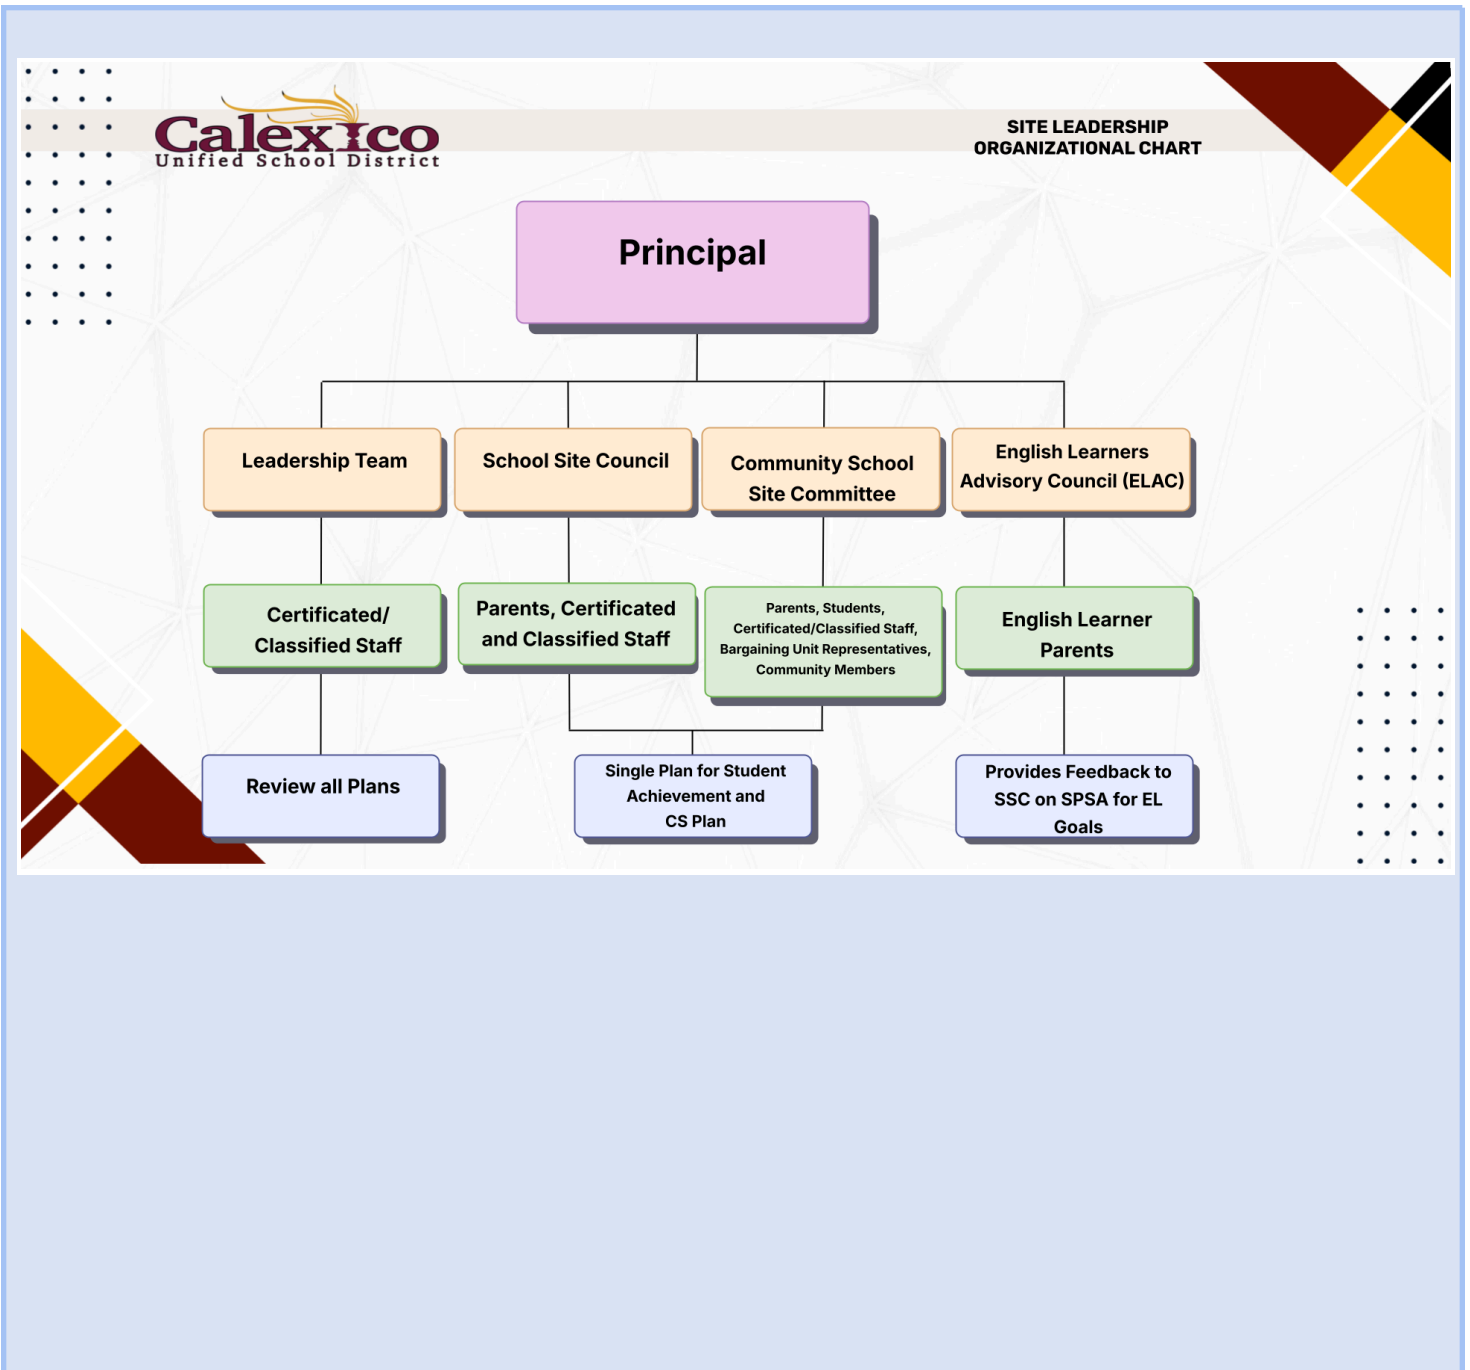 Calexico
Unified School District
SITE LEADERSHIP
ORGANIZATIONAL CHART
Principal
Leadership Team
School Site Council
Community School
Site Committee
English Learners
Advisory Council (ELAC)
Certificated/
Classified Staff
Parents, Certificated
and Classified Staff
Parents, Students,
Certificated/Classified Staff,
Bargaining Unit Representatives,
Community Members
English Learner
Parents
Review all Plans
Single Plan for Student
Achievement and
CS Plan
Provides Feedback to
SSC on SPSA for EL
Goals